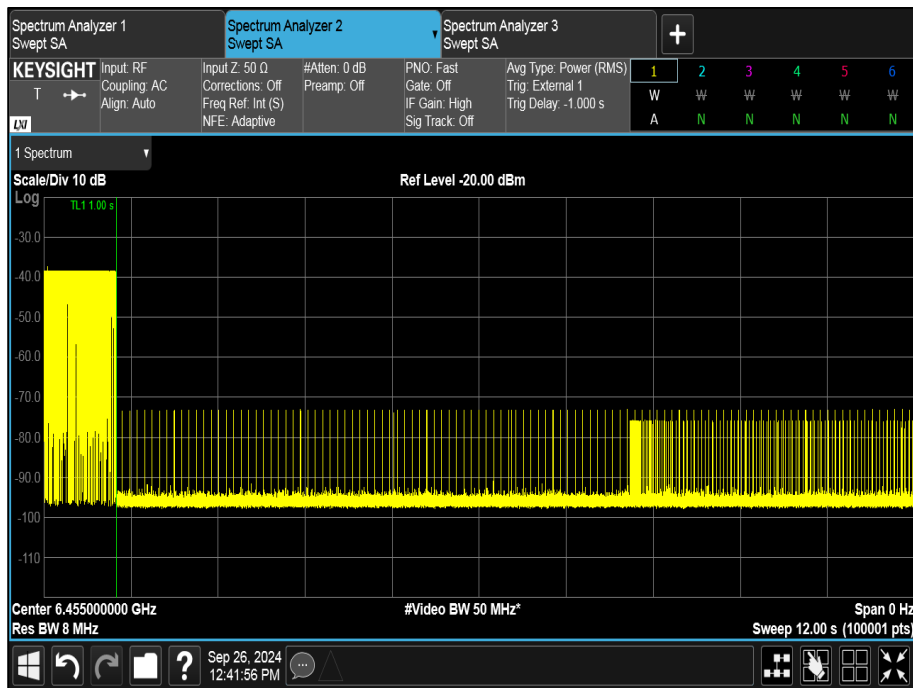 Spectrum Analyzer 1
Swept SA
Spectrum Analyzer 2
Swept SA
Spectrum Analyzer 3
Swept SA
+
KEYSIGHT
T
LXI
Input: RF
Coupling: AC
Align: Auto
Input Z: 50 Ω
Corrections: Off
Freq Ref: Int (S)
NFE: Adaptive
#Atten: 0 dB
Preamp: Off
PNO: Fast
Gate: Off
IF Gain: High
Sig Track: Off
Avg Type: Power (RMS)
Trig: External 1
Trig Delay: -1.000 s
1 2 3 4 5 6
W W W W W W
A N N N N N
1 Spectrum
Scale/Div 10 dB
Ref Level -20.00 dBm
Log
TL1 1.00 s
-30.0
-40.0
-50.0
-60.0
-70.0
-80.0
-90.0
-100
-110
Center 6.455000000 GHz
#Video BW 50 MHz*
Span 0 Hz
Res BW 8 MHz
Sweep 12.00 s (100001 pts)
?
Sep 26, 2024
12:41:56 PM